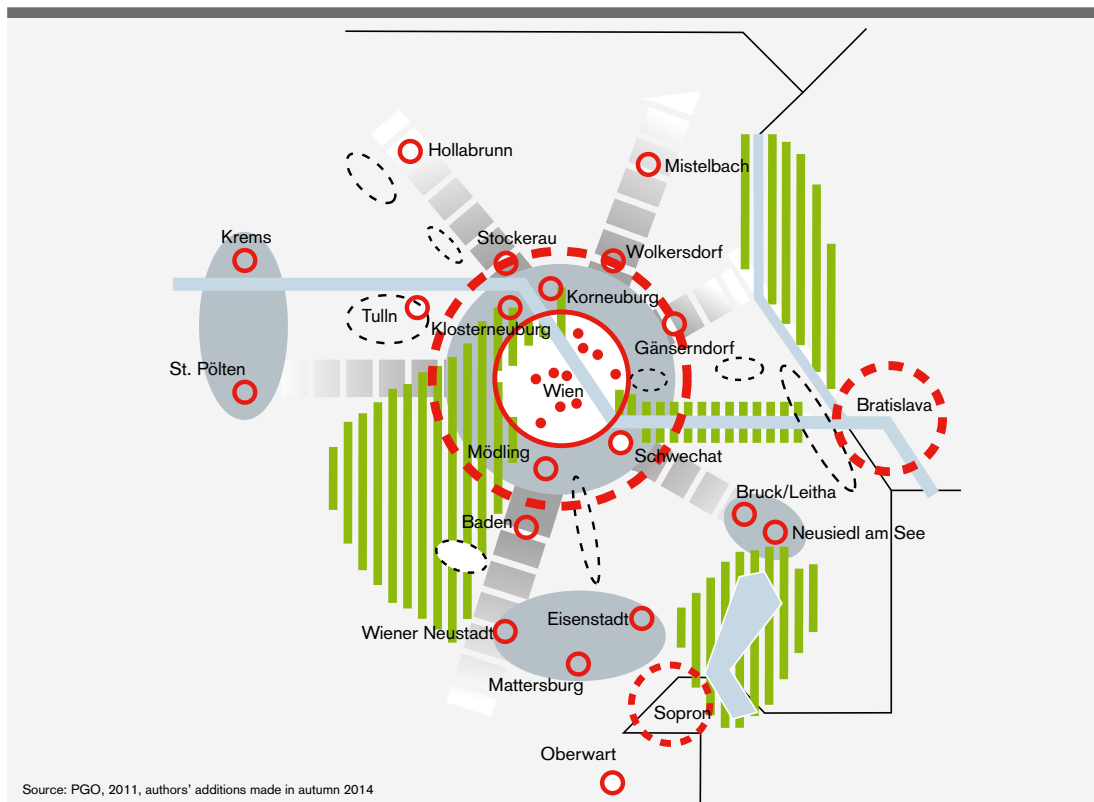 Hollabrunn
Mistelbach
Krems
Stockerau
Wolkersdorf
Korneuburg
Tulln
Klosterneuburg
Gänserndorf
St. Pölten
Wien
Bratislava
Mödling
Schwechat
Bruck/Leitha
Baden
Neusiedl am See
Eisenstadt
Wiener Neustadt
Mattersburg
Sopron
Oberwart
Source: PGO, 2011, authors’ additions made in autumn 2014